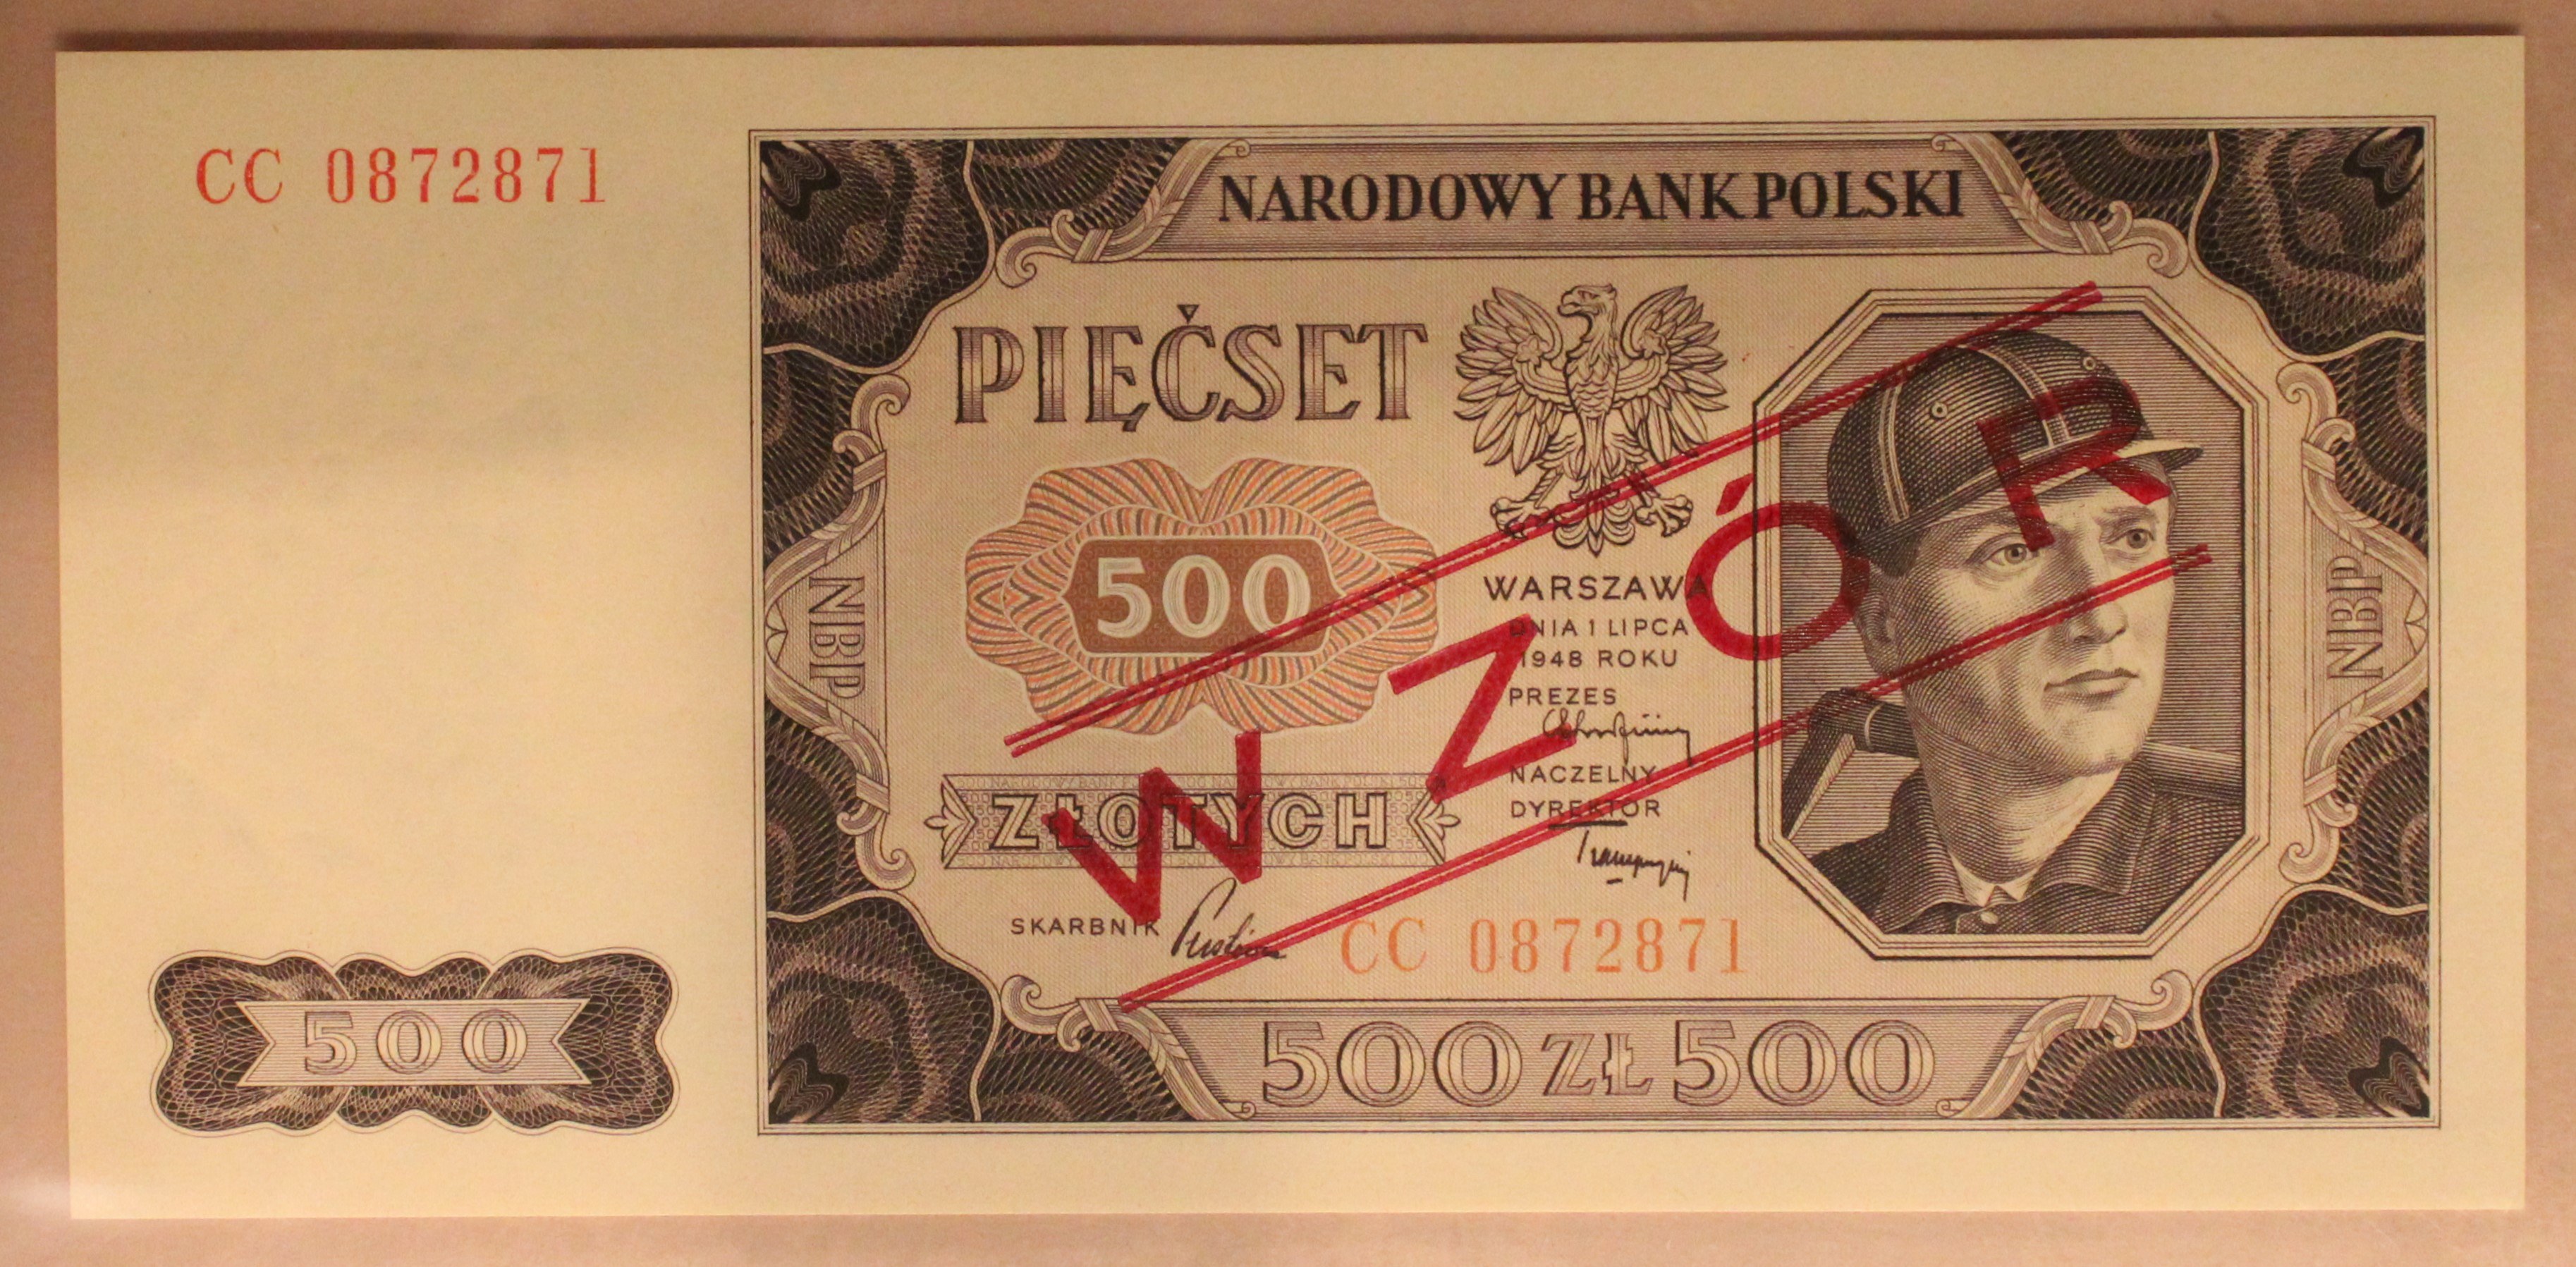 CC 0872871
NARODOWY BANK POLSKI
PIĘĆSET
500
WARSZAWA
DNIA 1 LIPCA
1948 ROKU
PREZES
NACZELNY
DYREKTOR
ZŁOTYCH
SKARBNIK
CC 0872871
WZÓR
NBP
NBP
500
500 ZŁ 500